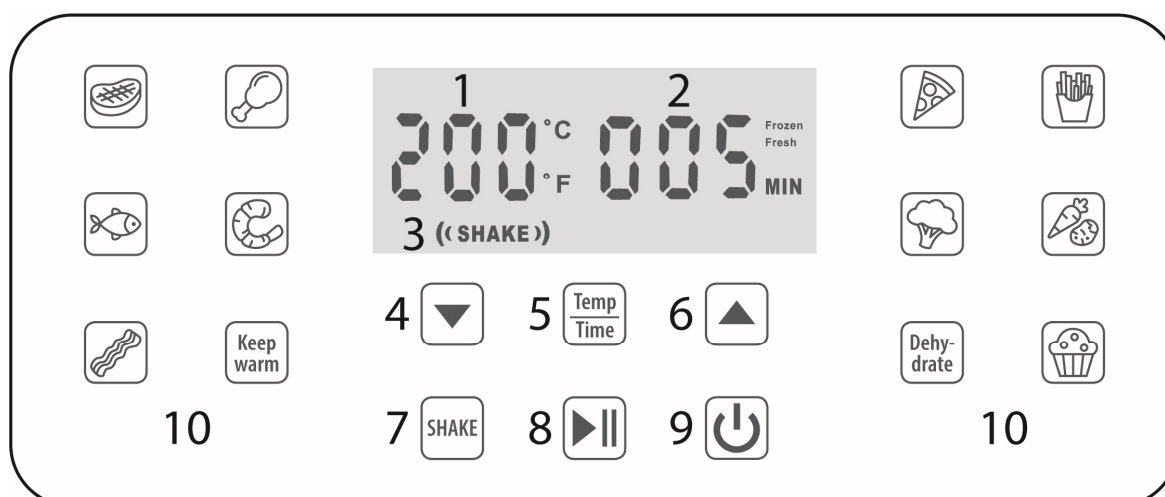 1 2
200 °C °F 005 Frozen Fresh MIN
3 ((SHAKE))
4 5 Temp Time 6
Keep warm
Dehy-drate
7 SHAKE 8 9
10 10